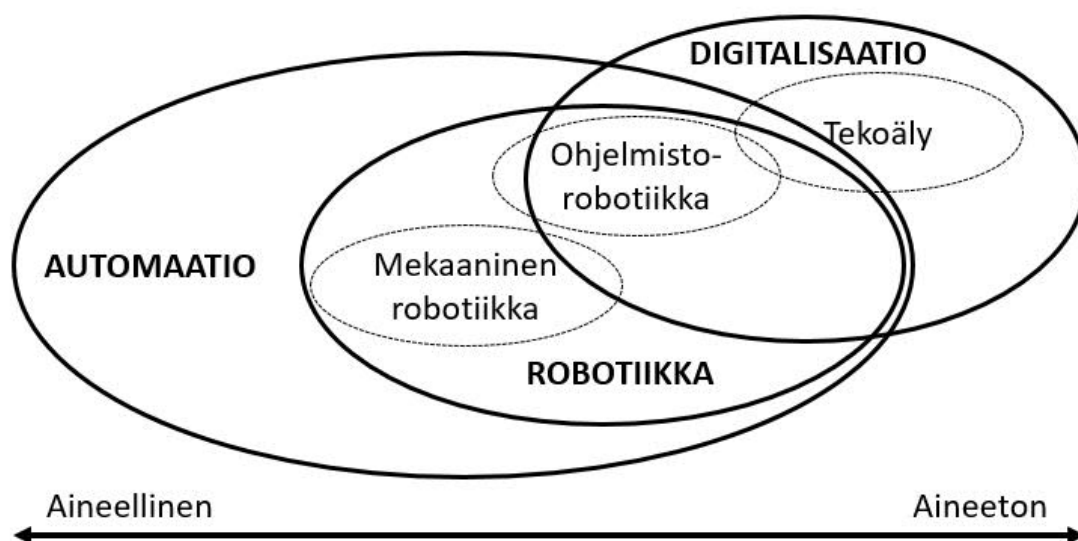 DIGITALISAATIO
Tekoäly
Ohjelmisto-
robotiikka
AUTOMAATIO
Mekaaninen
robotiikka
ROBOTIIKKA
Aineellinen
Aineeton